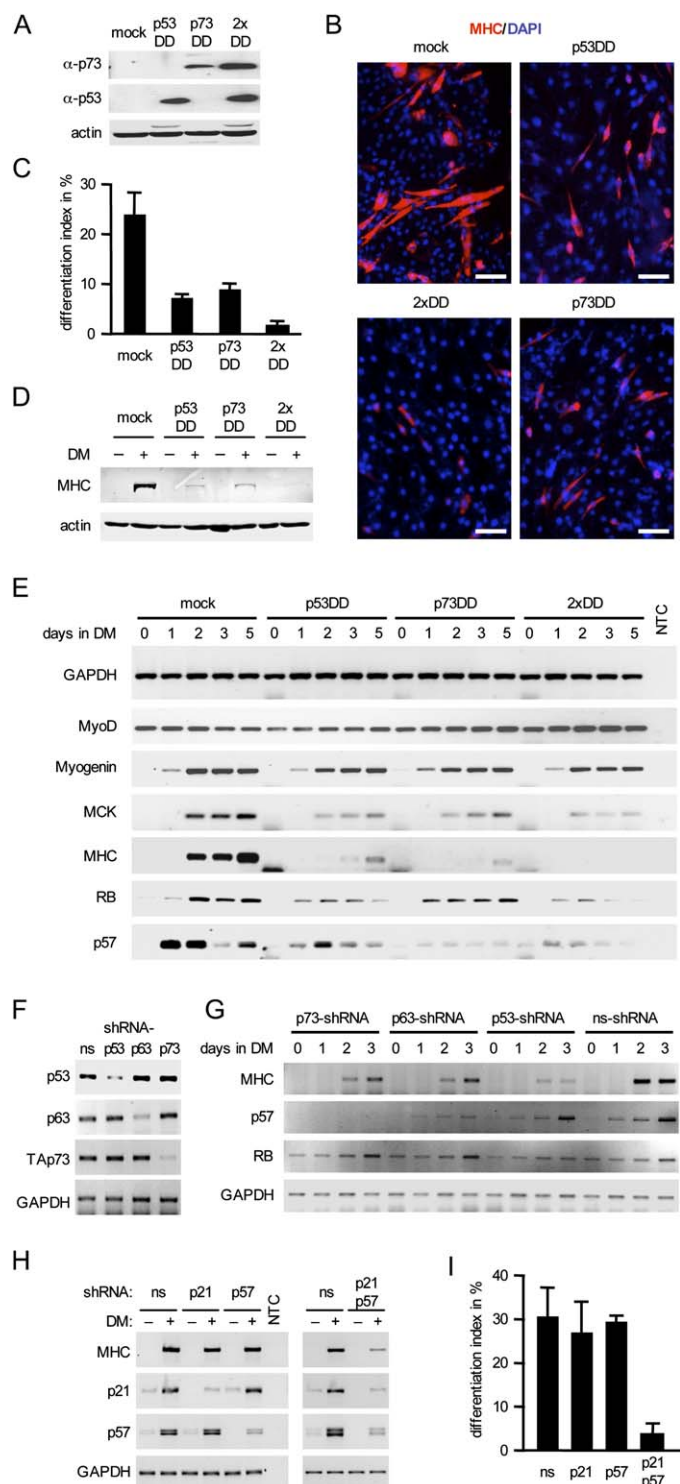 A
mock
p53 DD
p73 DD
2x DD
α-p73
α-p53
actin
B
MHC/DAPI
mock
p53DD
2xDD
p73DD
C
differentiation index in %
30
20
10
0
mock
p53 DD
p73 DD
2x DD
D
mock
p53 DD
p73 DD
2x DD
DM
– + – + – + – +
MHC
actin
E
mock p53DD p73DD 2xDD NTC
days in DM 0 1 2 3 5 0 1 2 3 5 0 1 2 3 5 0 1 2 3 5
GAPDH
MyoD
Myogenin
MCK
MHC
RB
p57
F
shRNA-
ns p53 p63 p73
p53
p63
TAp73
GAPDH
G
p73-shRNA p63-shRNA p53-shRNA ns-shRNA
days in DM 0 1 2 3 0 1 2 3 0 1 2 3 0 1 2 3
MHC
p57
RB
GAPDH
H
shRNA: ns p21 p57 NTC ns p21 p57
DM: – + – + – + – + – +
MHC
p21
p57
GAPDH
I
differentiation index in %
40
30
20
10
0
ns
p21
p57
p21 p57